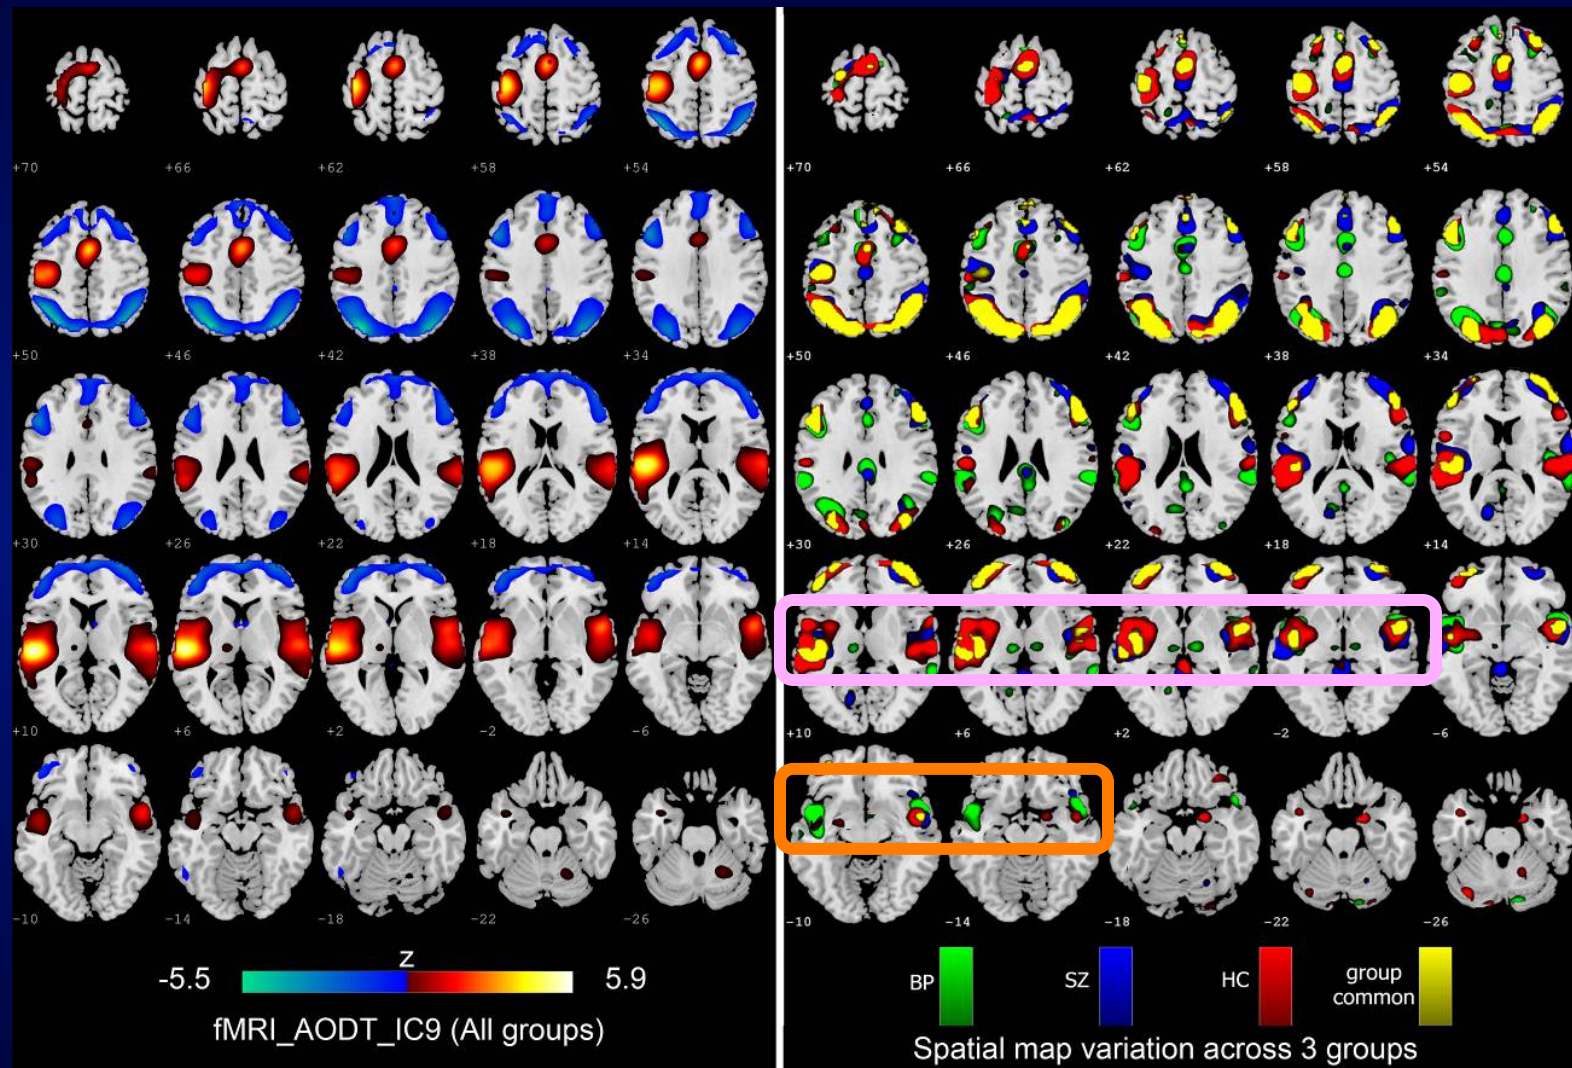 +70 +66 +62 +58 +54
+50 +46 +42 +38 +34
+30 +26 +22 +18 +14
+10 +6 +2 -2 -6
-10 -14 -18 -22 -26
z
-5.5 5.9
fMRI_AODT_IC9 (All groups)
+70 +66 +62 +58 +54
+50 +46 +42 +38 +34
+30 +26 +22 +18 +14
+10 +6 +2 -2 -6
-10 -14 -18 -22 -26
BP SZ HC group
common
Spatial map variation across 3 groups